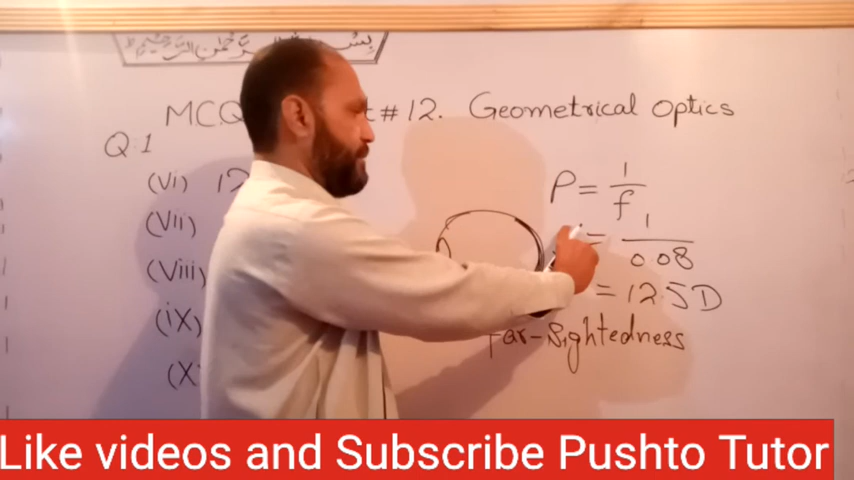 MCQ # 12. Geometrical Optics
Q:1
(Vi) 12
(Vii)
(Viii)
(iX)
(X
P = 1/f
= 1/0.08
= 12.5D
Far-Sightedness
Like videos and Subscribe Pushto Tutor